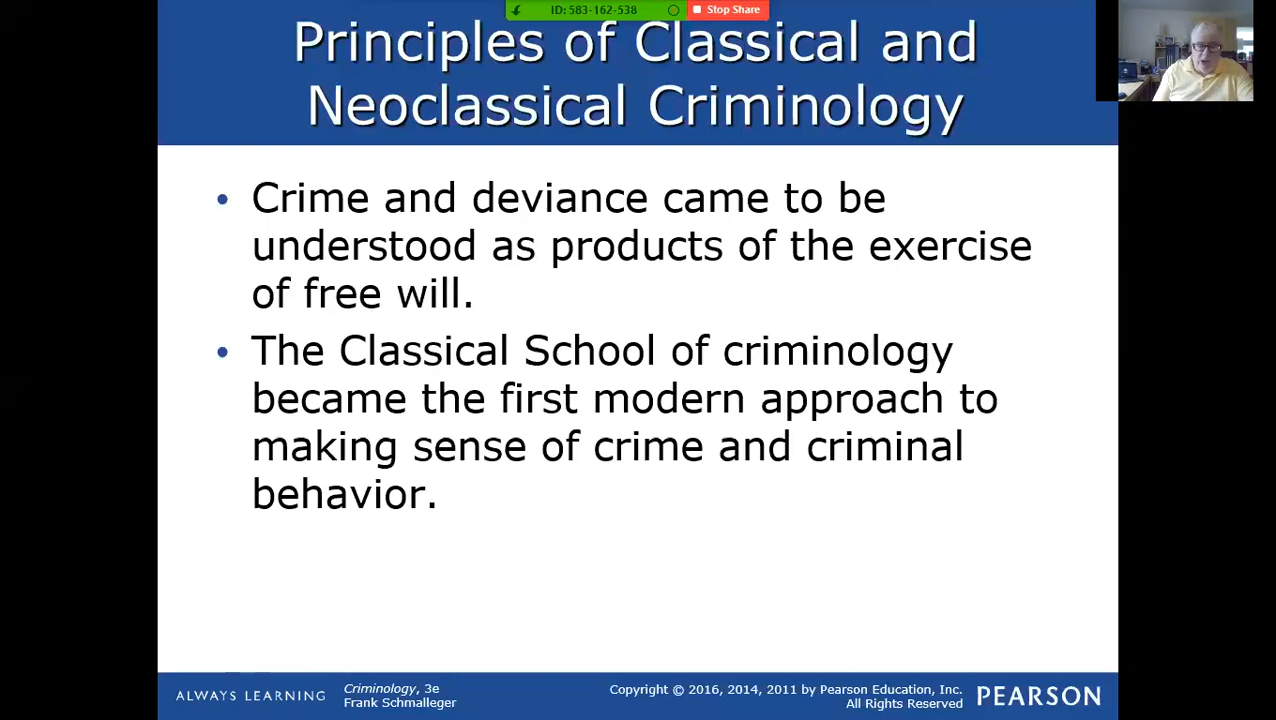 ID: 583-162-538
Stop Share
Principles of Classical and
Neoclassical Criminology
• Crime and deviance came to be
understood as products of the exercise
of free will.
• The Classical School of criminology
became the first modern approach to
making sense of crime and criminal
behavior.
ALWAYS LEARNING
Criminology, 3e
Frank Schmalleger
Copyright © 2016, 2014, 2011 by Pearson Education, Inc.
All Rights Reserved
PEARSON